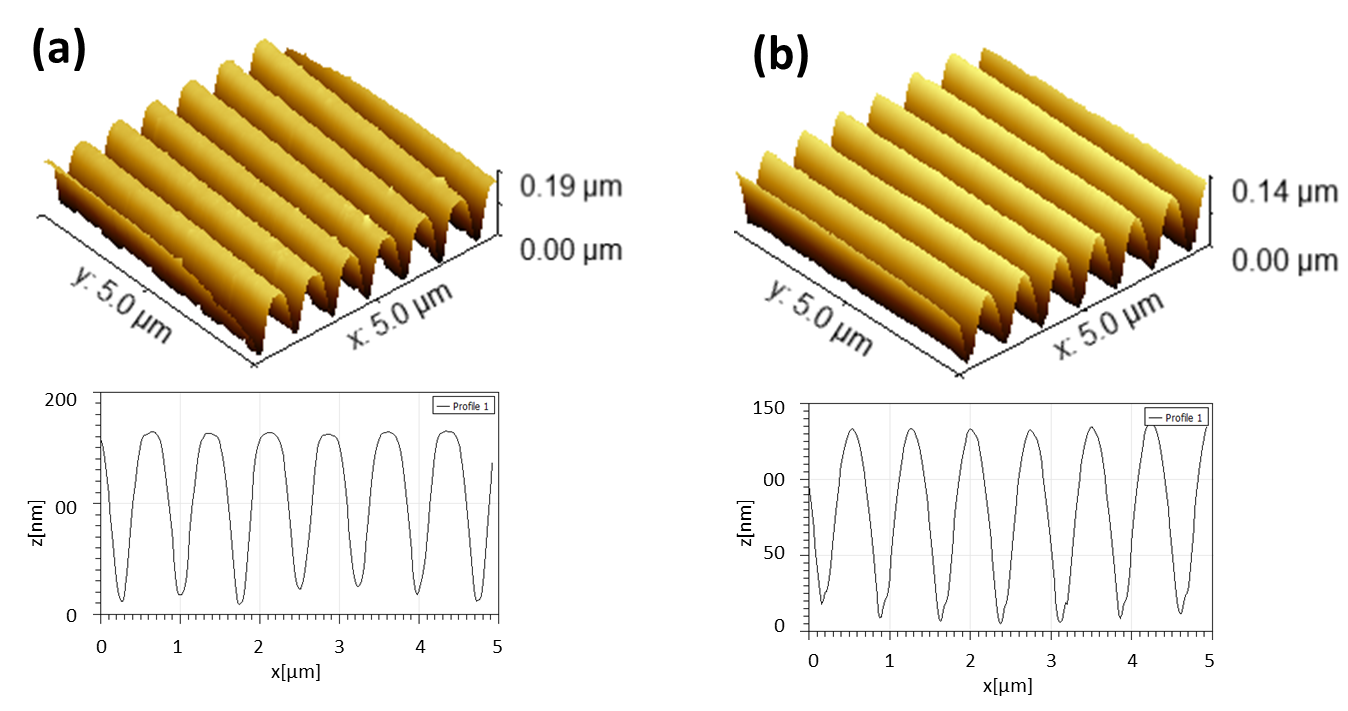 (a)
0.19 µm
0.00 µm
y: 5.0 µm
x: 5.0 µm
200
Profile 1
00
z[nm]
0
0 1 2 3 4 5
x[µm]
(b)
0.14 µm
0.00 µm
y: 5.0 µm
x: 5.0 µm
150
Profile 1
00
z[nm]
50
0
0 1 2 3 4 5
x[µm]